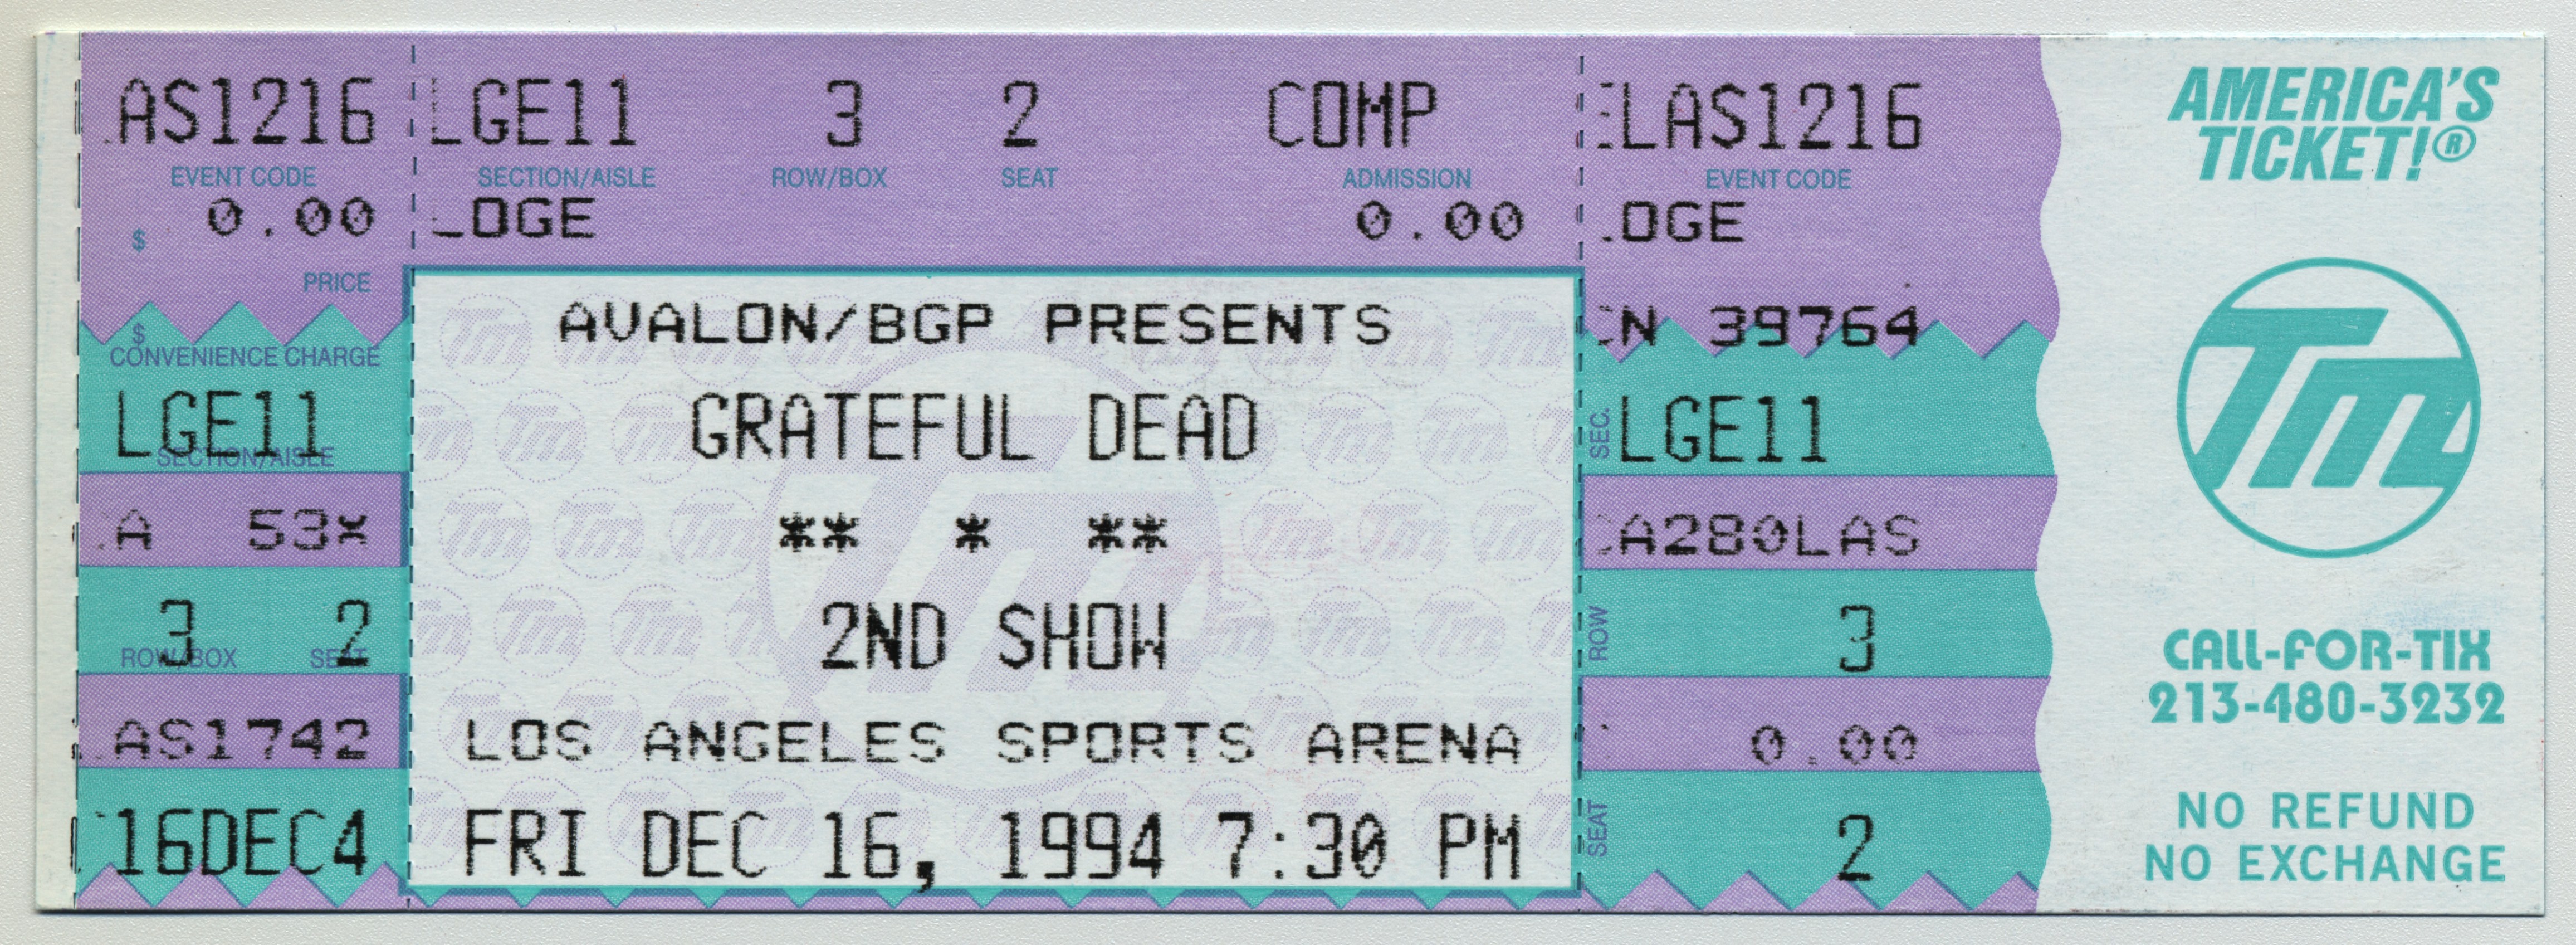 AS1216
EVENT CODE
$ 0.00
PRICE
$
CONVENIENCE CHARGE
LGE11
SECTION/AISLE
A 53*
3 2
ROW/BOX SEAT
AS1742
16DEC4
LGE11 3 2 COMP
SECTION/AISLE ROW/BOX SEAT ADMISSION
LOGE 0.00
AVALON/BGP PRESENTS
GRATEFUL DEAD
** * **
2ND SHOW
LOS ANGELES SPORTS ARENA
FRI DEC 16, 1994 7:30 PM
ELAS1216
EVENT CODE
LOGE
CN 39764
SEC. LGE11
CA280LAS
ROW 3
0.00
SEAT 2
AMERICA'S
TICKET!®
TM
CALL-FOR-TIX
213-480-3232
NO REFUND
NO EXCHANGE